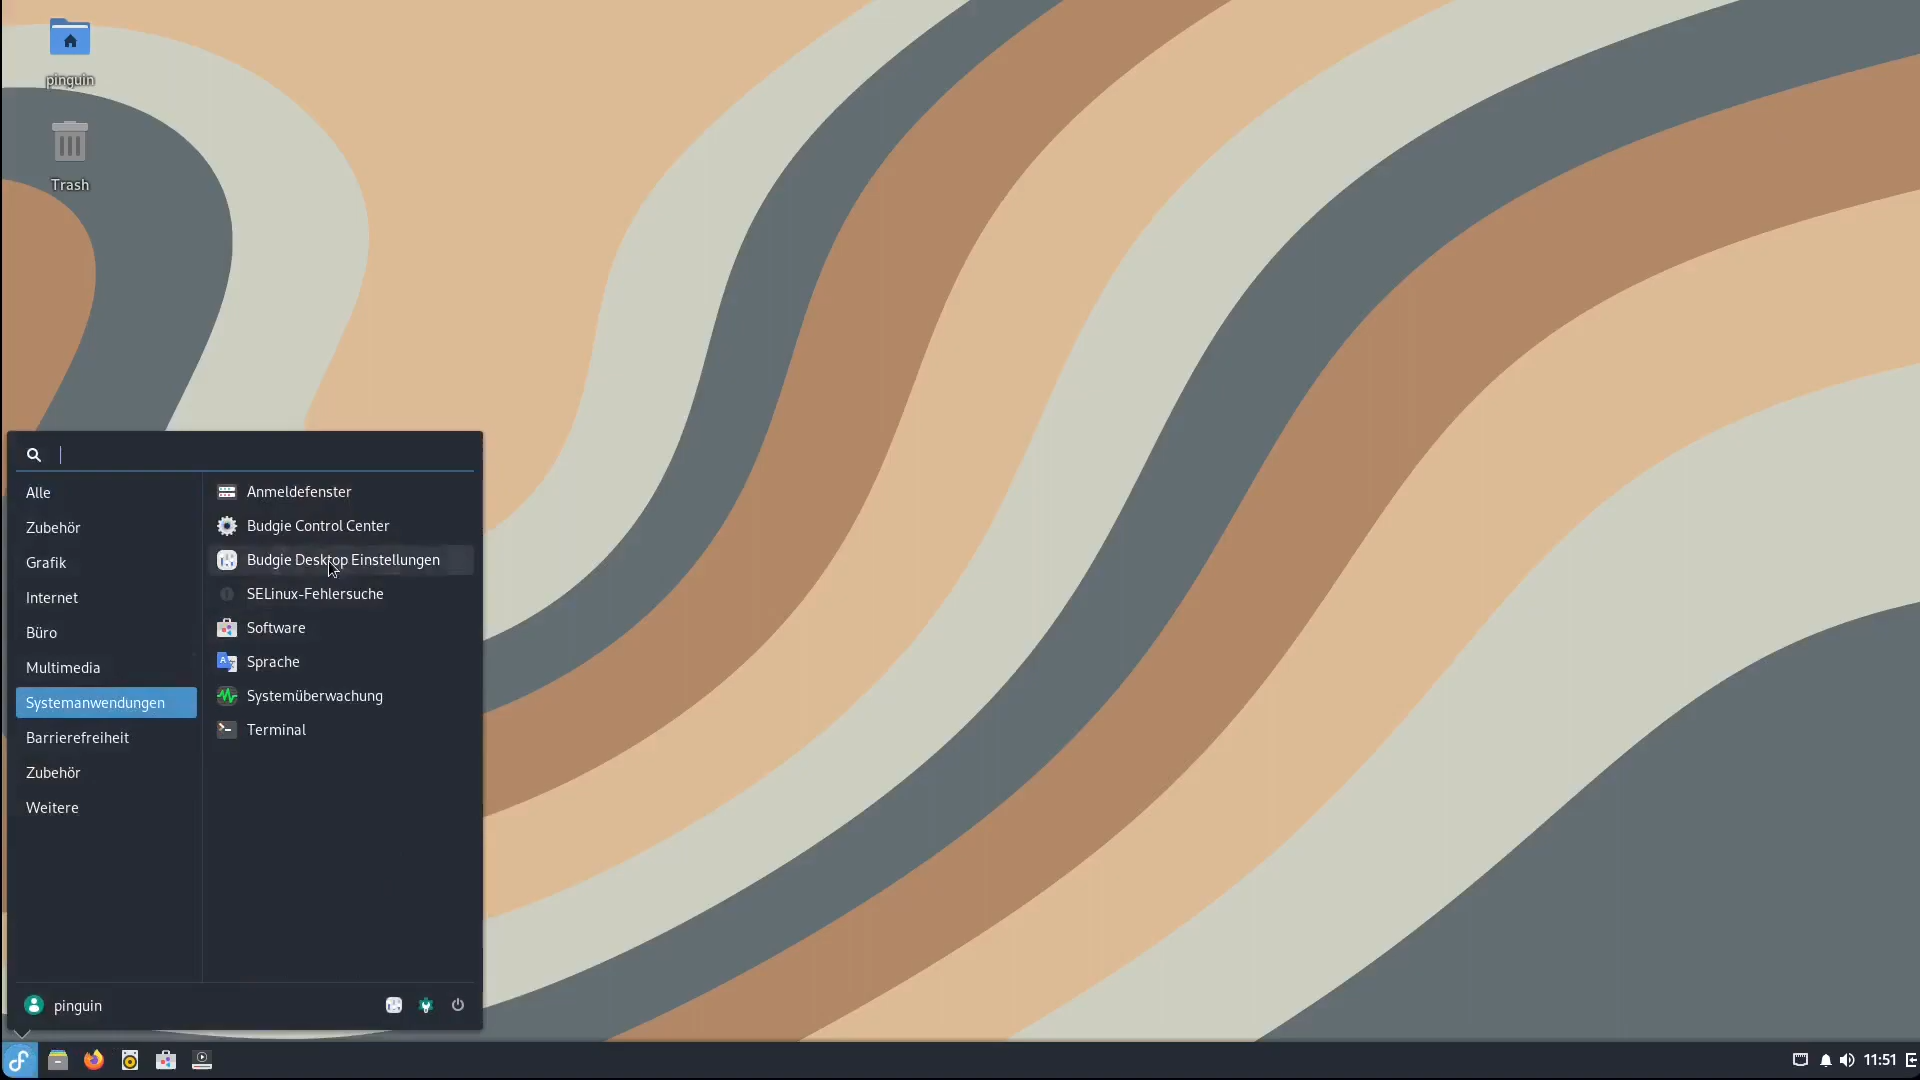 pinguin
Trash
Alle
Zubehör
Grafik
Internet
Büro
Multimedia
Systemanwendungen
Barrierefreiheit
Zubehör
Weitere
Anmeldefenster
Budgie Control Center
Budgie Desktop Einstellungen
SELinux-Fehlersuche
Software
Sprache
Systemüberwachung
Terminal
pinguin
11:51